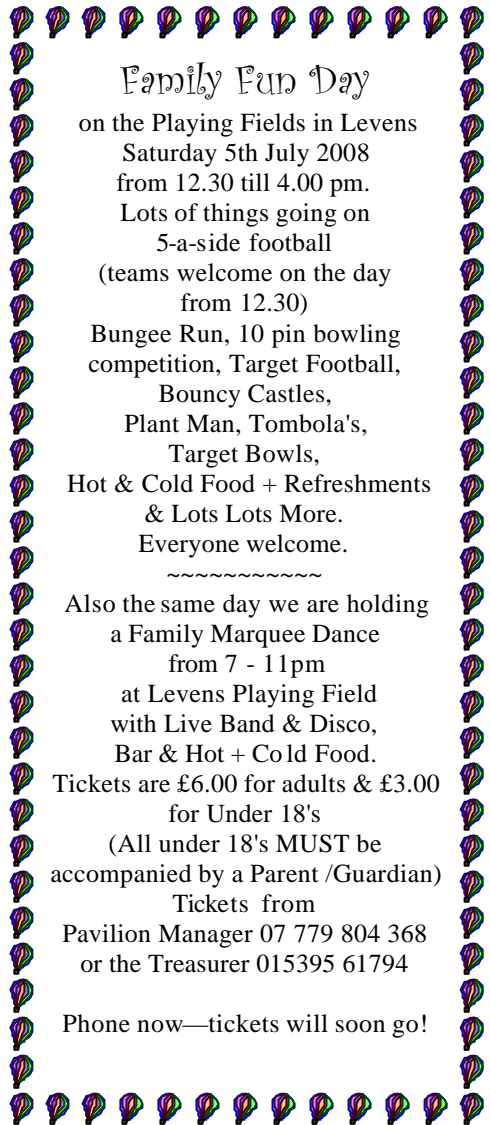 Family Fun Day
on the Playing Fields in Levens
Saturday 5th July 2008
from 12.30 till 4.00 pm.
Lots of things going on
5-a-side football
(teams welcome on the day
from 12.30)
Bungee Run, 10 pin bowling
competition, Target Football,
Bouncy Castles,
Plant Man, Tombola's,
Target Bowls,
Hot & Cold Food + Refreshments
& Lots Lots More.
Everyone welcome.
~~~~~~~~~~~
Also the same day we are holding
a Family Marquee Dance
from 7 - 11pm
at Levens Playing Field
with Live Band & Disco,
Bar & Hot + Cold Food.
Tickets are £6.00 for adults & £3.00
for Under 18's
(All under 18's MUST be
accompanied by a Parent /Guardian)
Tickets from
Pavilion Manager 07 779 804 368
or the Treasurer 015395 61794
Phone now—tickets will soon go!